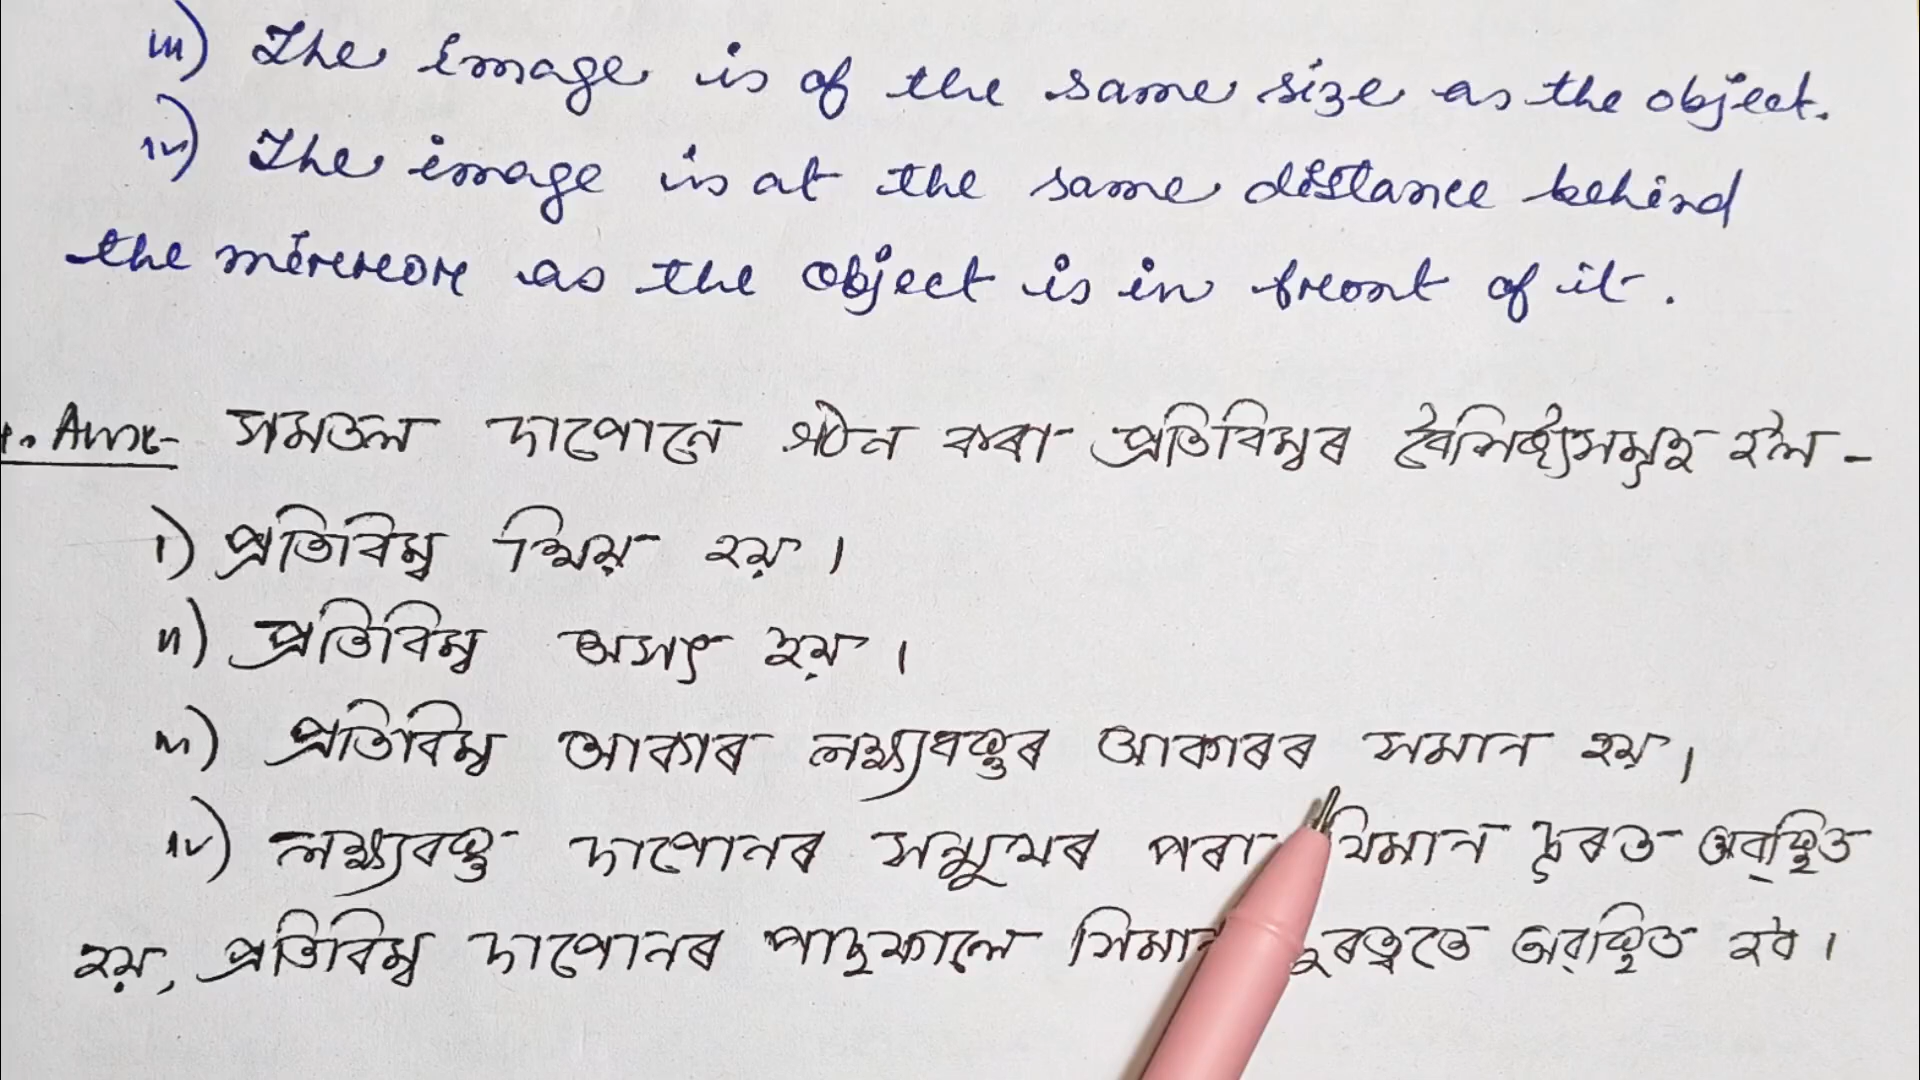 iii) The image is of the same size as the object.
iv) The image is at the same distance behind
the mirror as the object is in front of it.
1. Ans:- সমতল দাপোনে গঠন কৰা প্ৰতিবিম্বৰ বৈশিষ্ট্যসমূহ হ'ল -
i) প্ৰতিবিম্ব থিয় হয়।
ii) প্ৰতিবিম্ব অসৎ হয়।
iii) প্ৰতিবিম্ব আকাৰ লক্ষ্যবস্তুৰ আকাৰৰ সমান হয়।
iv) লক্ষ্যবস্তু দাপোনৰ সন্মুখৰ পৰা যিমান দূৰত অৱস্থিত
হয়, প্ৰতিবিম্ব দাপোনৰ পাছফালে সিমান দূৰত্বতে অৱস্থিত হব।